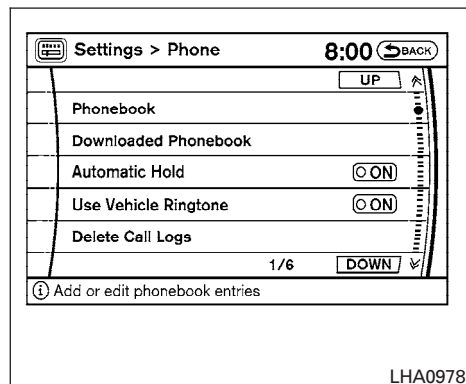 Settings > Phone 8:00 BACK
UP
Phonebook
Downloaded Phonebook
Automatic Hold ON
Use Vehicle Ringtone ON
Delete Call Logs
1/6 DOWN
i Add or edit phonebook entries
LHA0978